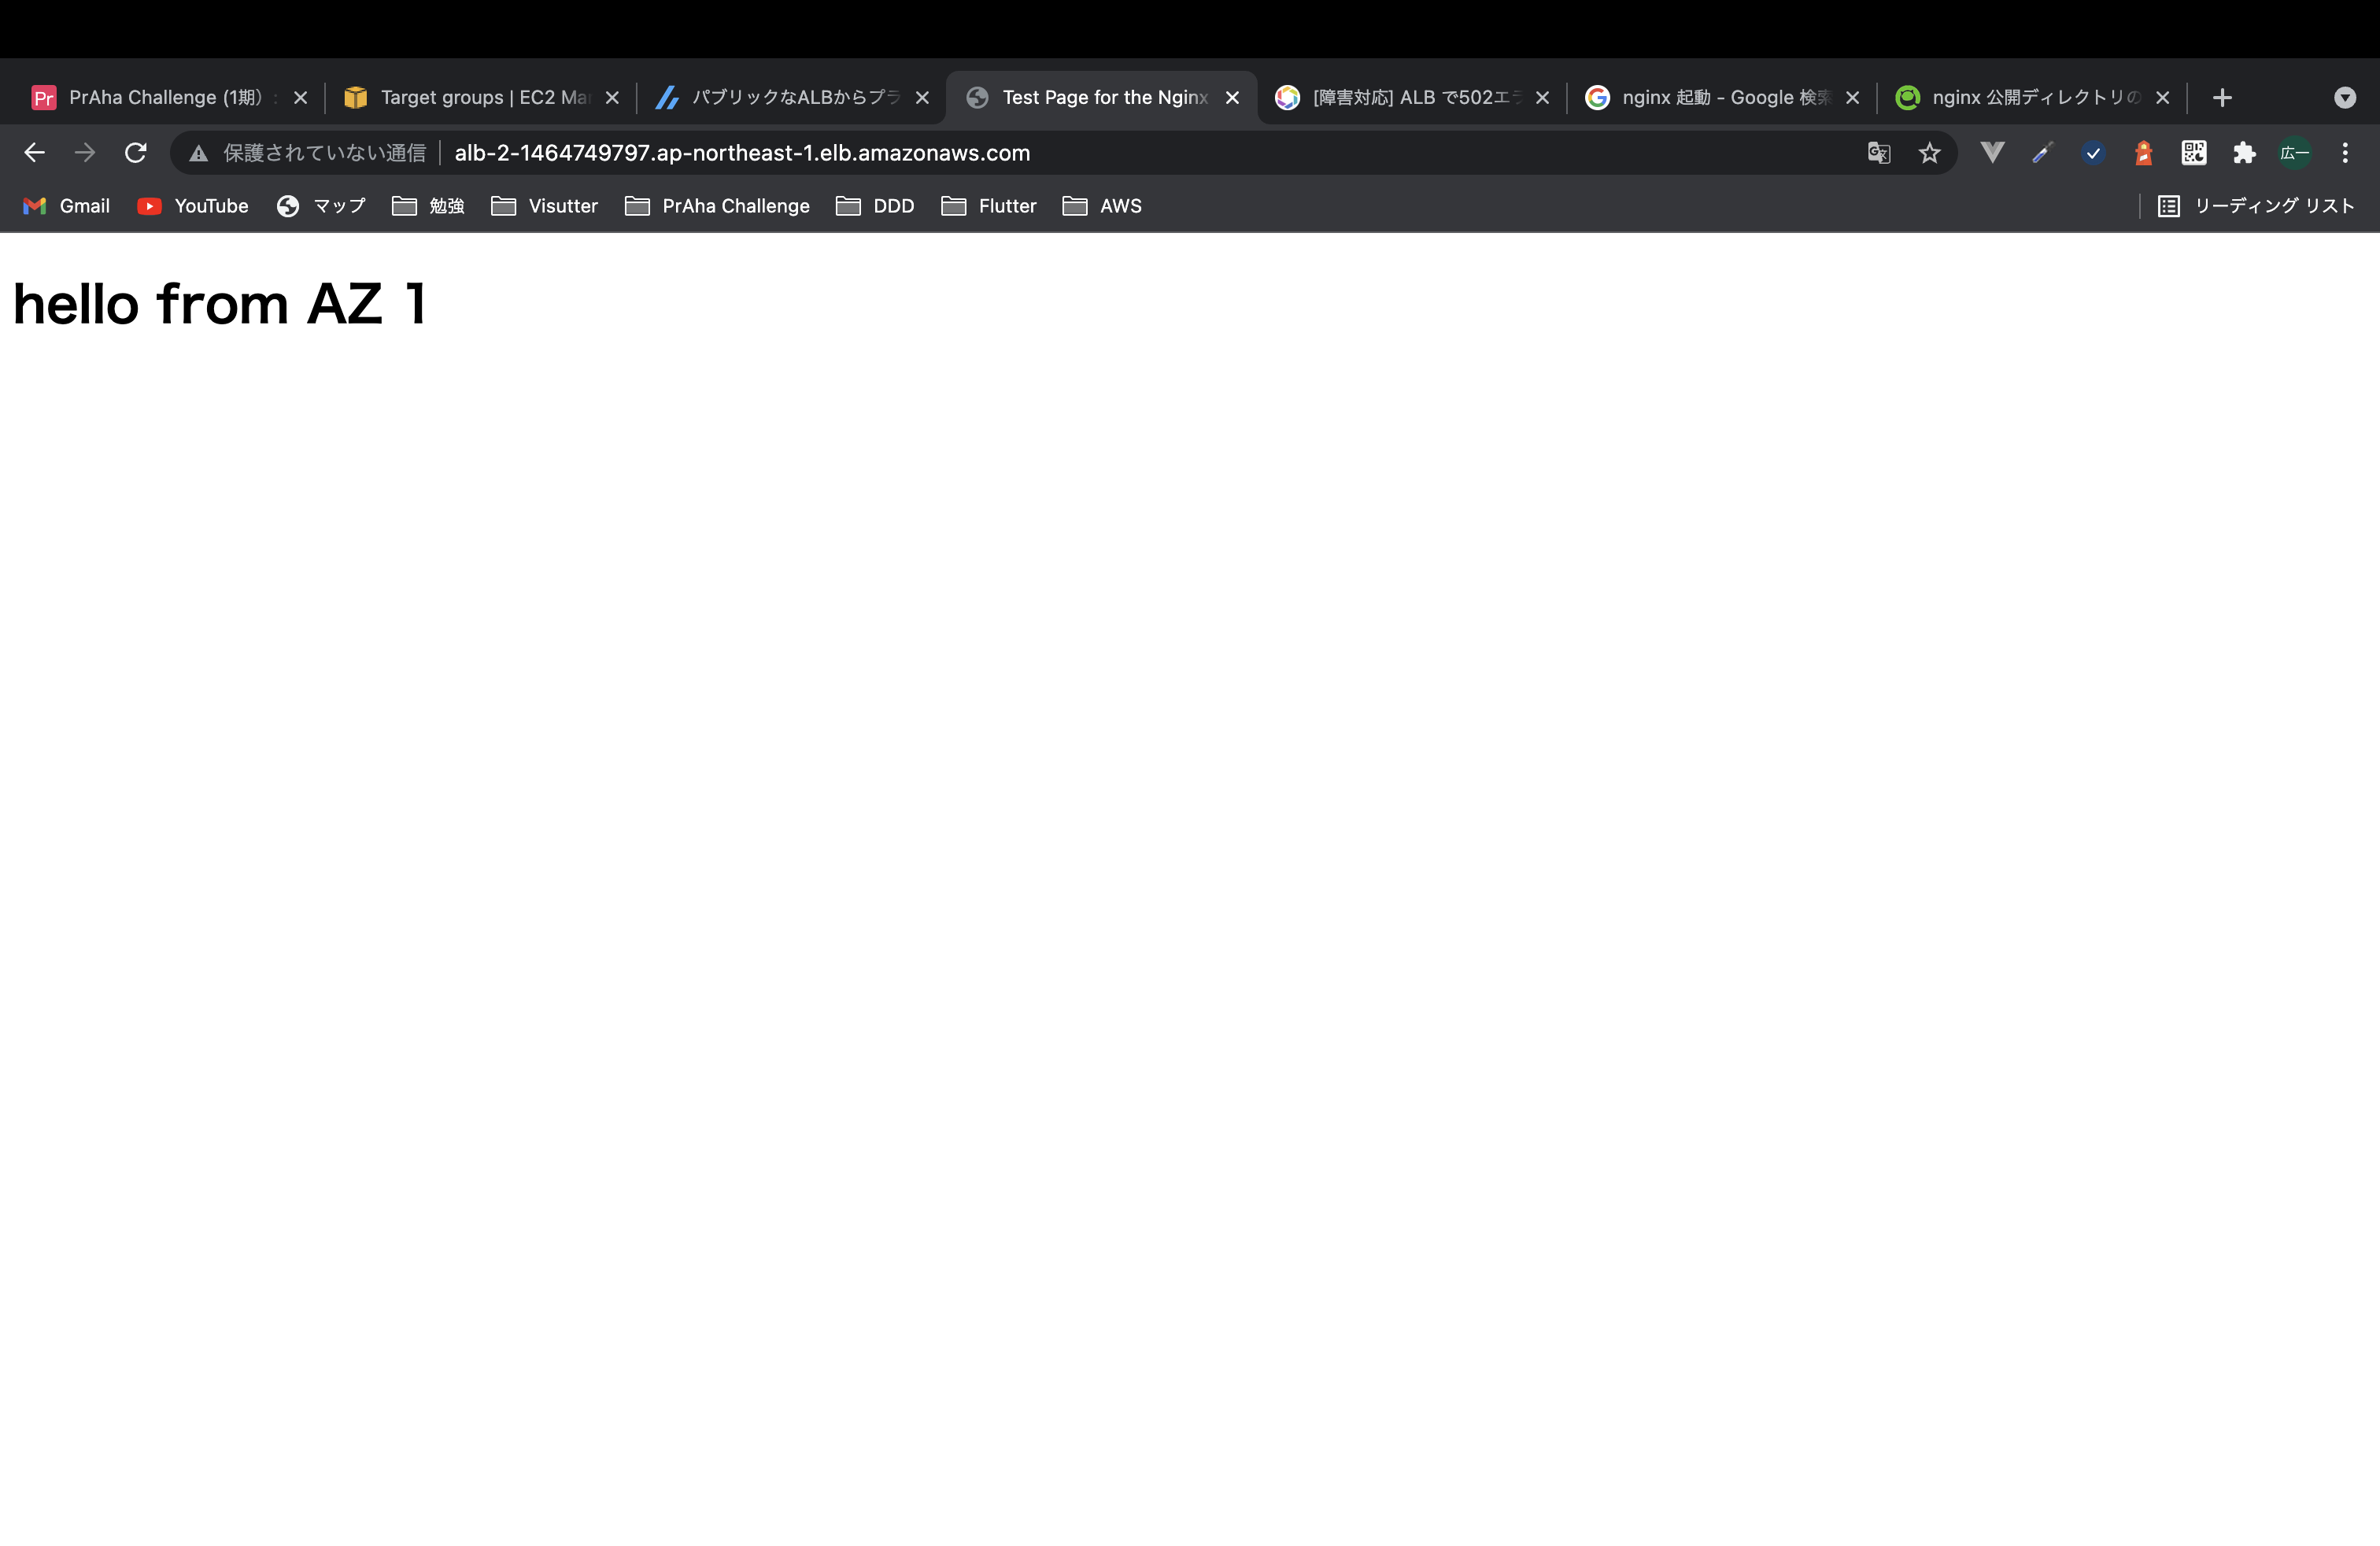 Pr PrAha Challenge (1期) :
Target groups | EC2 Mar
パブリックなALBからプラ
Test Page for the Nginx
[障害対応] ALB で502エラ
nginx 起動 - Google 検索
nginx 公開ディレクトリの
保護されていない通信 alb-2-1464749797.ap-northeast-1.elb.amazonaws.com 広一
Gmail YouTube マップ 勉強 Visutter PrAha Challenge DDD Flutter AWS リーディング リスト
hello from AZ 1